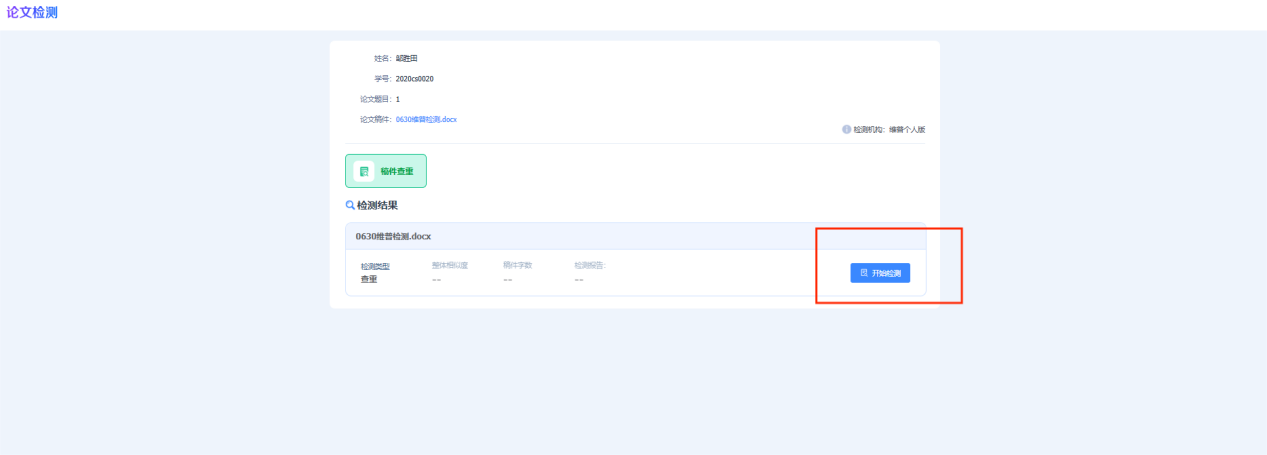 论文检测
姓名：邮胜田
学号：2020cs0020
论文题目：1
论文稿件：0630维普检测.docx
检测机构：维普个人版
稿件查重
检测结果
0630维普检测.docx
检测类型 整体相似度 稿件字数 检测报告：
查重 -- -- --
开始检测